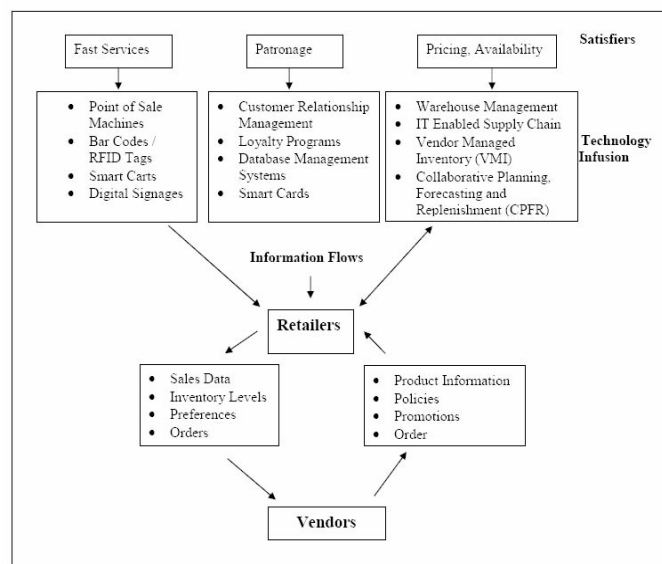 Fast Services
Patronage
Pricing, Availability
Satisfiers
Point of Sale
Machines
Bar Codes /
RFID Tags
Smart Carts
Digital Signages
Customer Relationship
Management
Loyalty Programs
Database Management
Systems
Smart Cards
Warehouse Management
IT Enabled Supply Chain
Vendor Managed
Inventory (VMI)
Collaborative Planning,
Forecasting and
Replenishment (CPFR)
Technology
Infusion
Information Flows
Retailers
Sales Data
Inventory Levels
Preferences
Orders
Product Information
Policies
Promotions
Order
Vendors